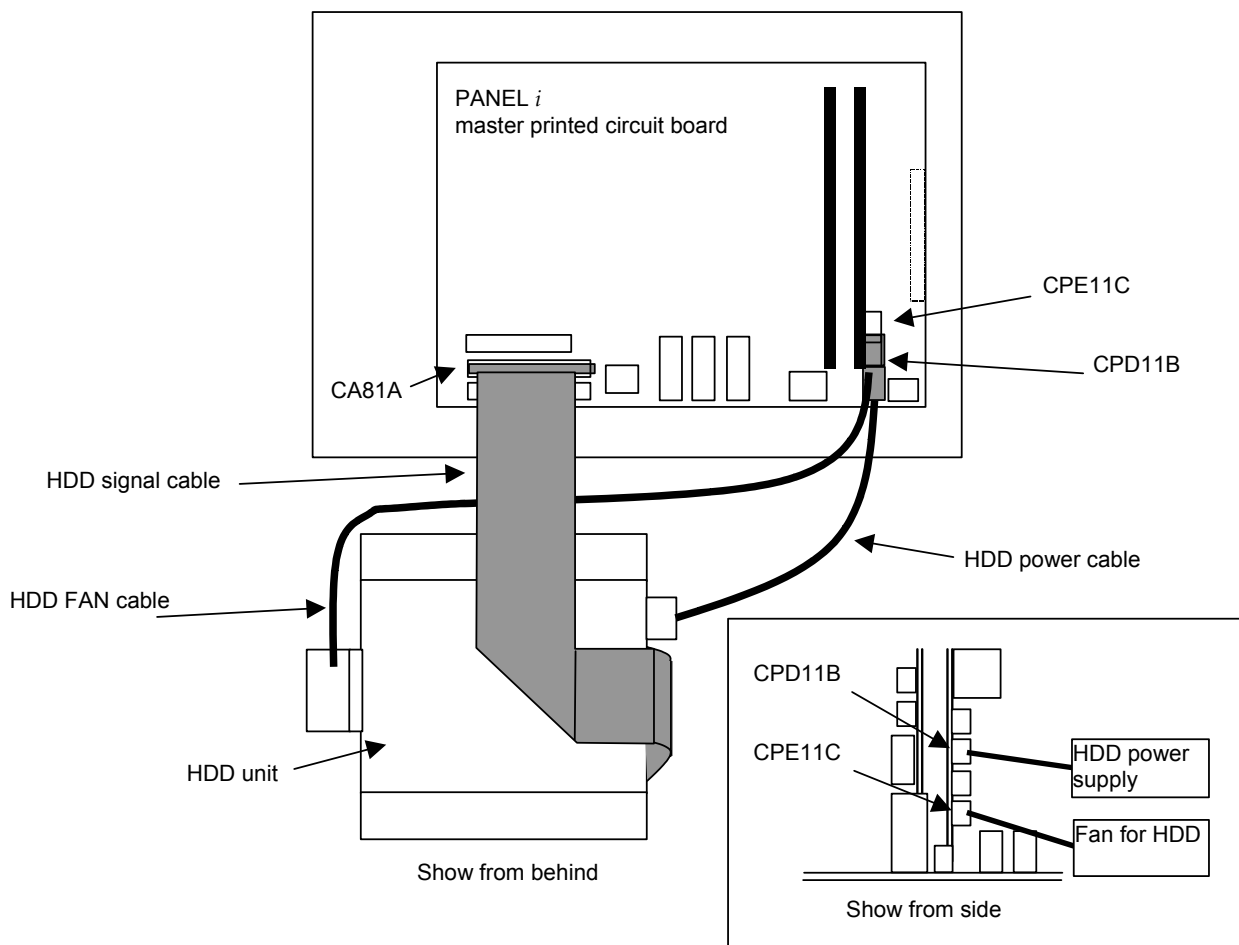 PANEL i
master printed circuit board
CPE11C
CPD11B
CA81A
HDD signal cable
HDD power cable
HDD FAN cable
HDD unit
Show from behind
CPD11B
CPE11C
HDD power
supply
Fan for HDD
Show from side